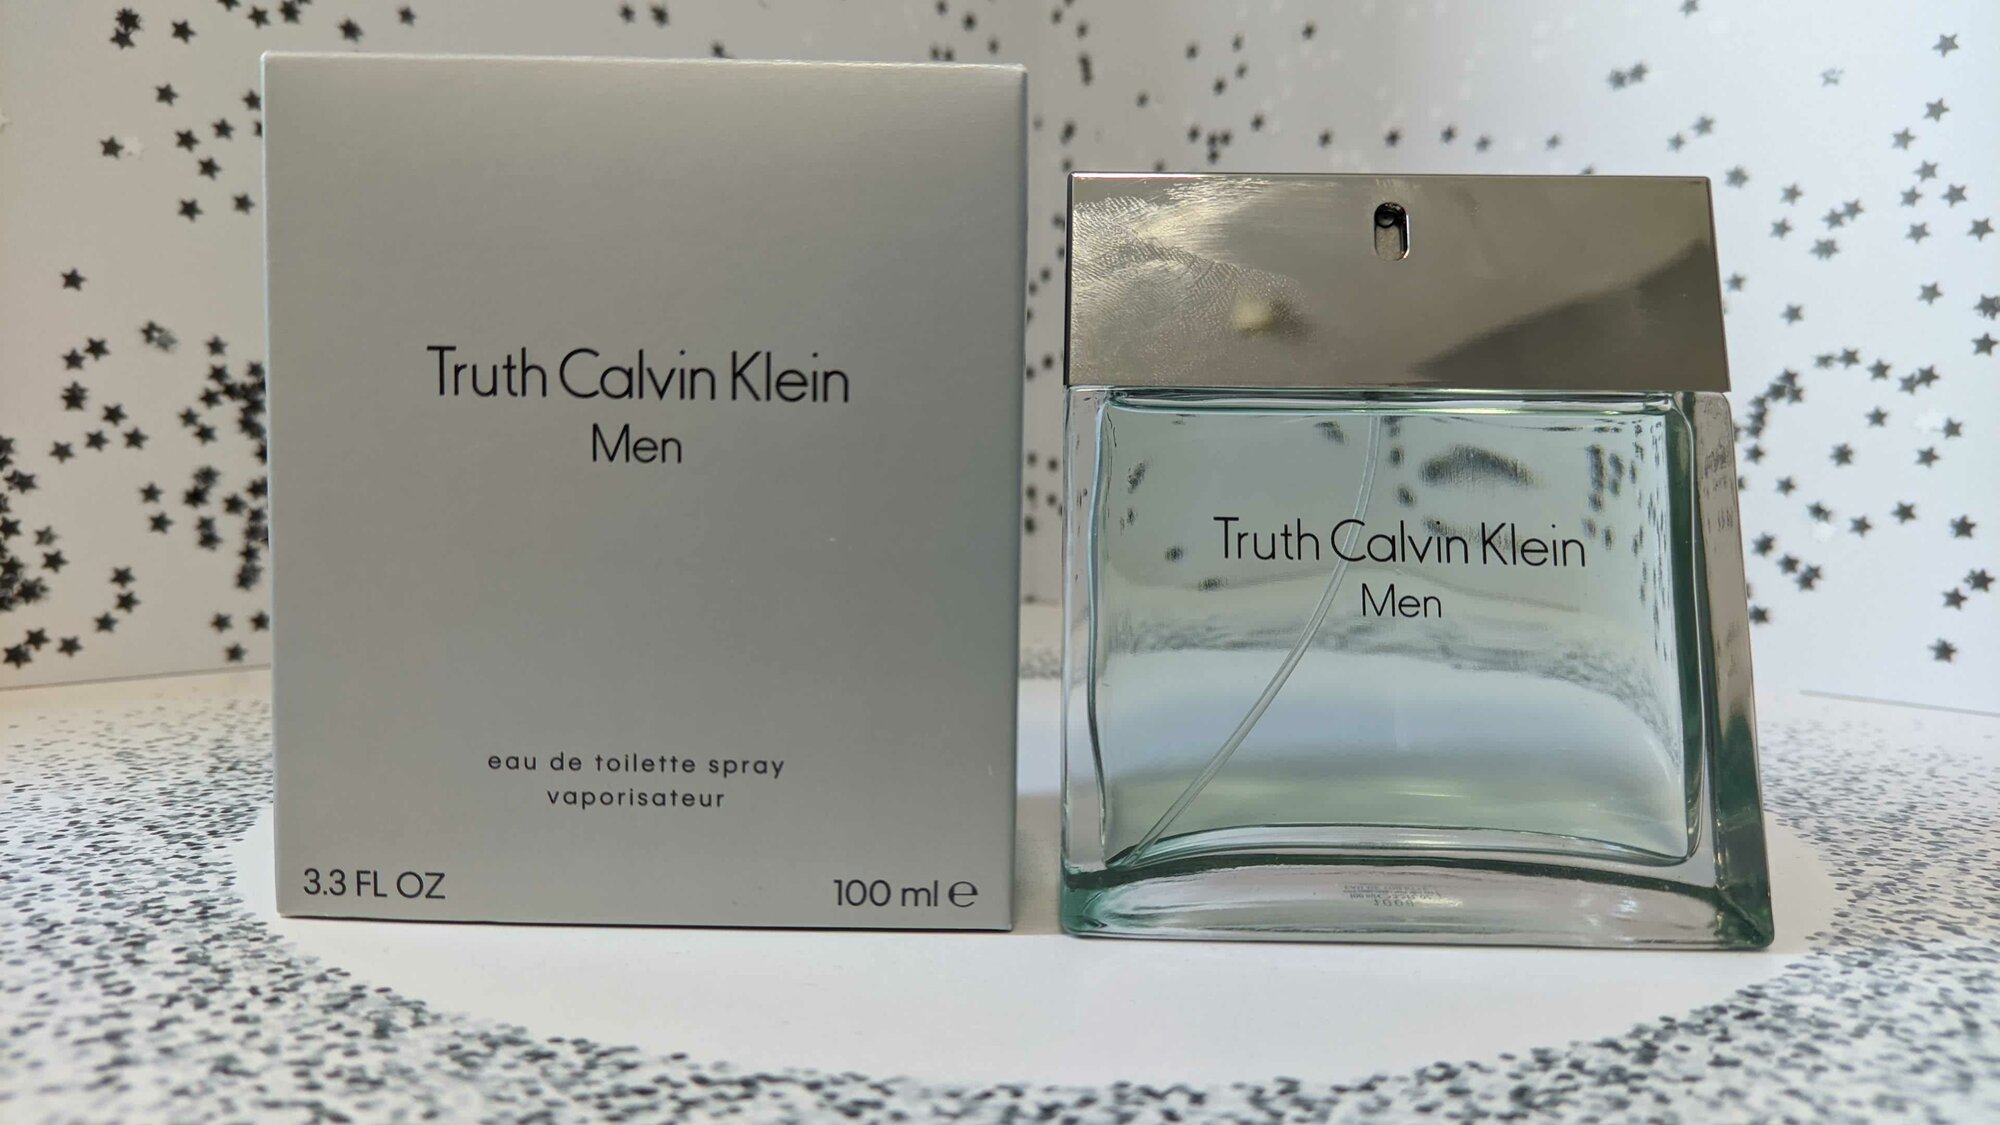 Truth Calvin Klein
Men
eau de toilette spray
vaporisateur
3.3 FL OZ
100 ml ℮
Truth Calvin Klein
Men